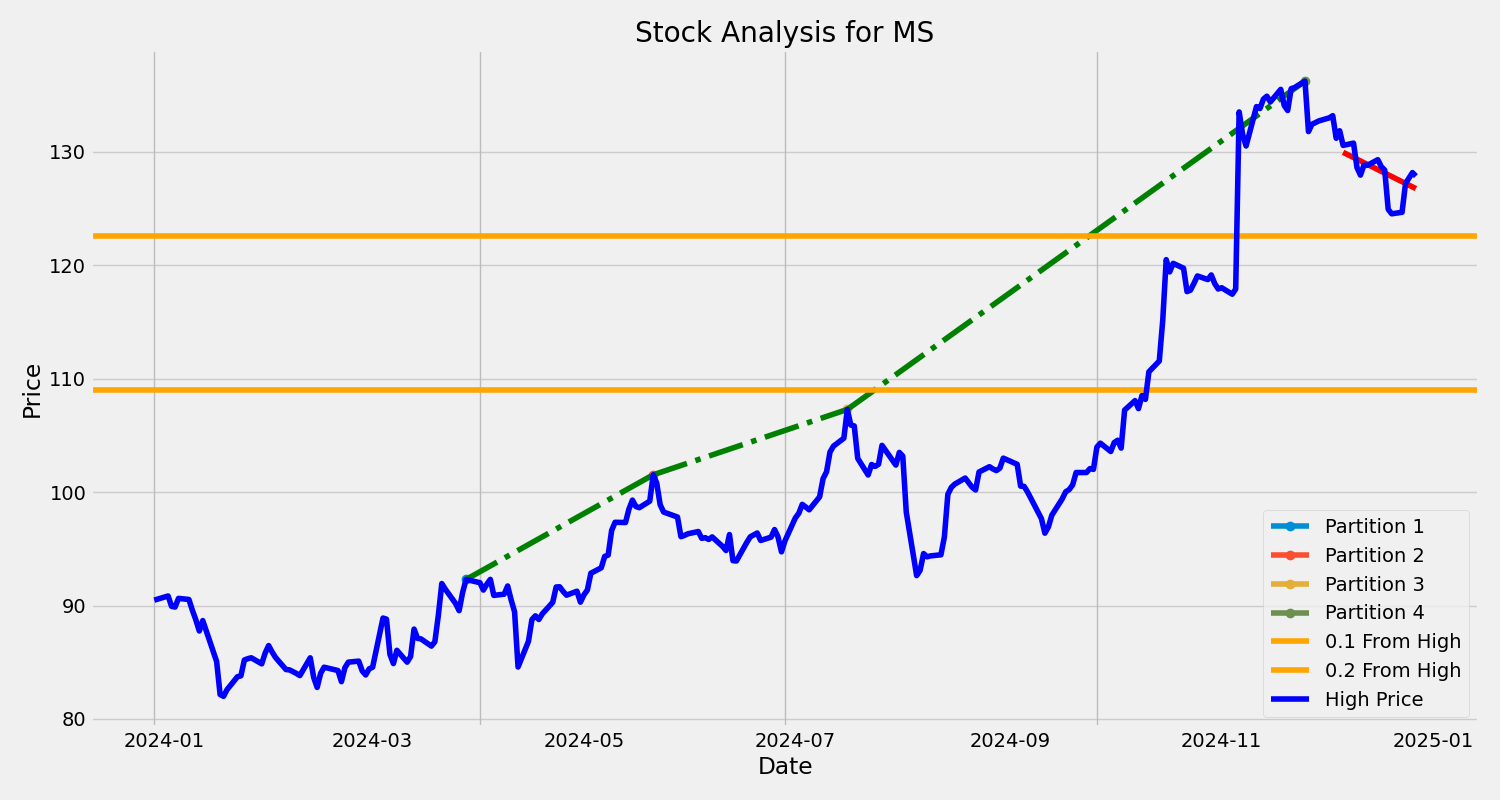 Stock Analysis for MS
Price
130
120
110
100
90
80
2024-01
2024-03
2024-05
2024-07
2024-09
2024-11
2025-01
Date
Partition 1
Partition 2
Partition 3
Partition 4
0.1 From High
0.2 From High
High Price